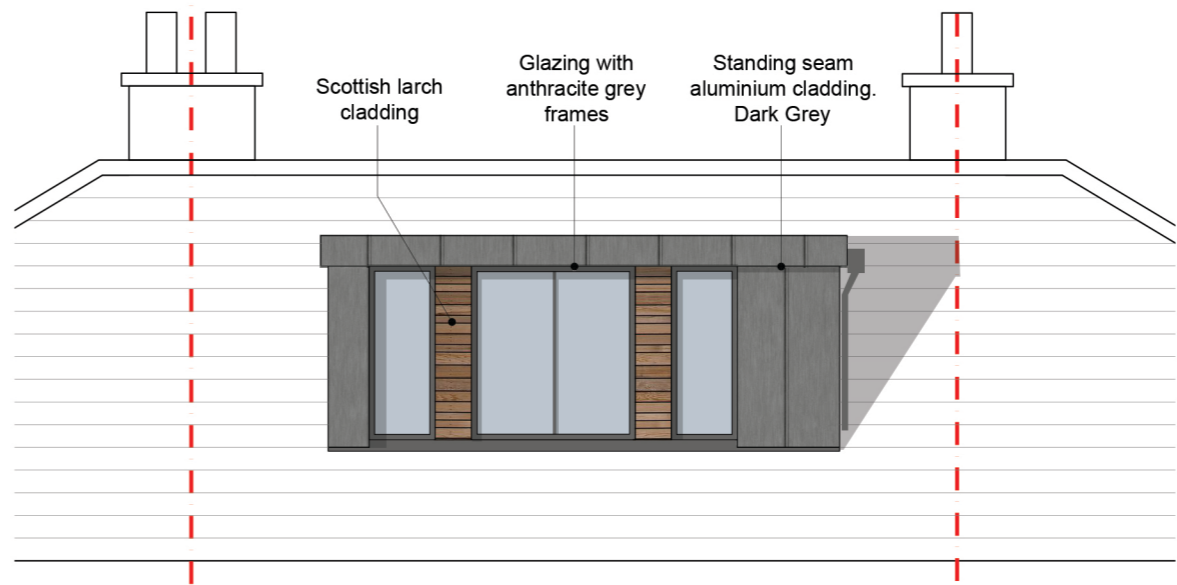 Scottish larch
cladding
Glazing with
anthracite grey
frames
Standing seam
aluminium cladding.
Dark Grey